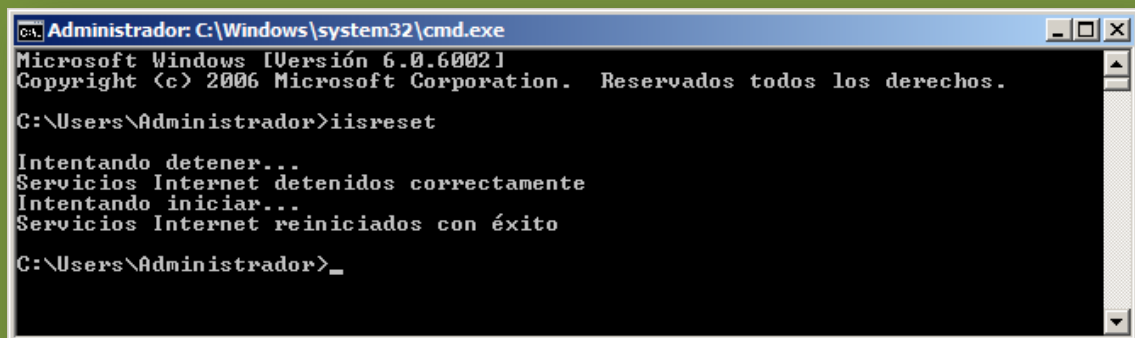 Administrador: C:\Windows\system32\cmd.exe
Microsoft Windows [Versión 6.0.6002]
Copyright (c) 2006 Microsoft Corporation.  Reservados todos los derechos.
C:\Users\Administrador>iisreset
Intentando detener...
Servicios Internet detenidos correctamente
Intentando iniciar...
Servicios Internet reiniciados con éxito
C:\Users\Administrador>_